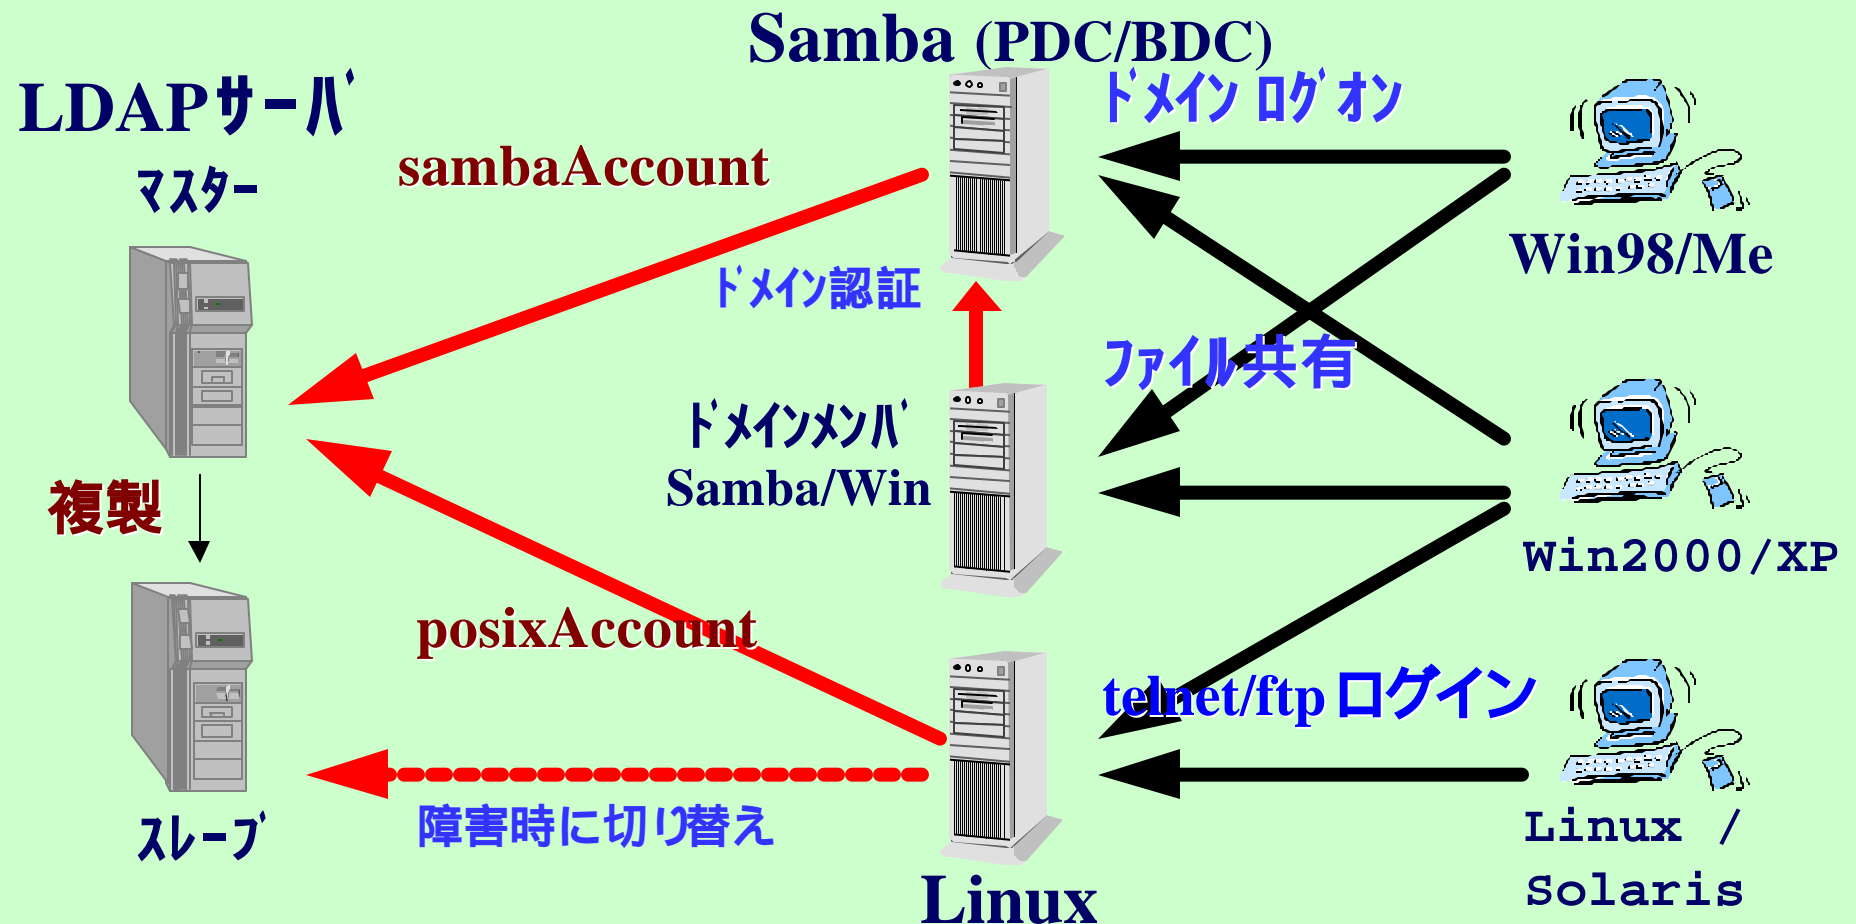 Samba (PDC/BDC)
LDAPサーバ
マスター
sambaAccount
ドメイン ログオン
Win98/Me
ドメイン認証
ファイル共有
ドメインメンバ
Samba/Win
複製
Win2000/XP
posixAccount
telnet/ftp ログイン
スレーブ
障害時に切り替え
Linux
Linux /
Solaris